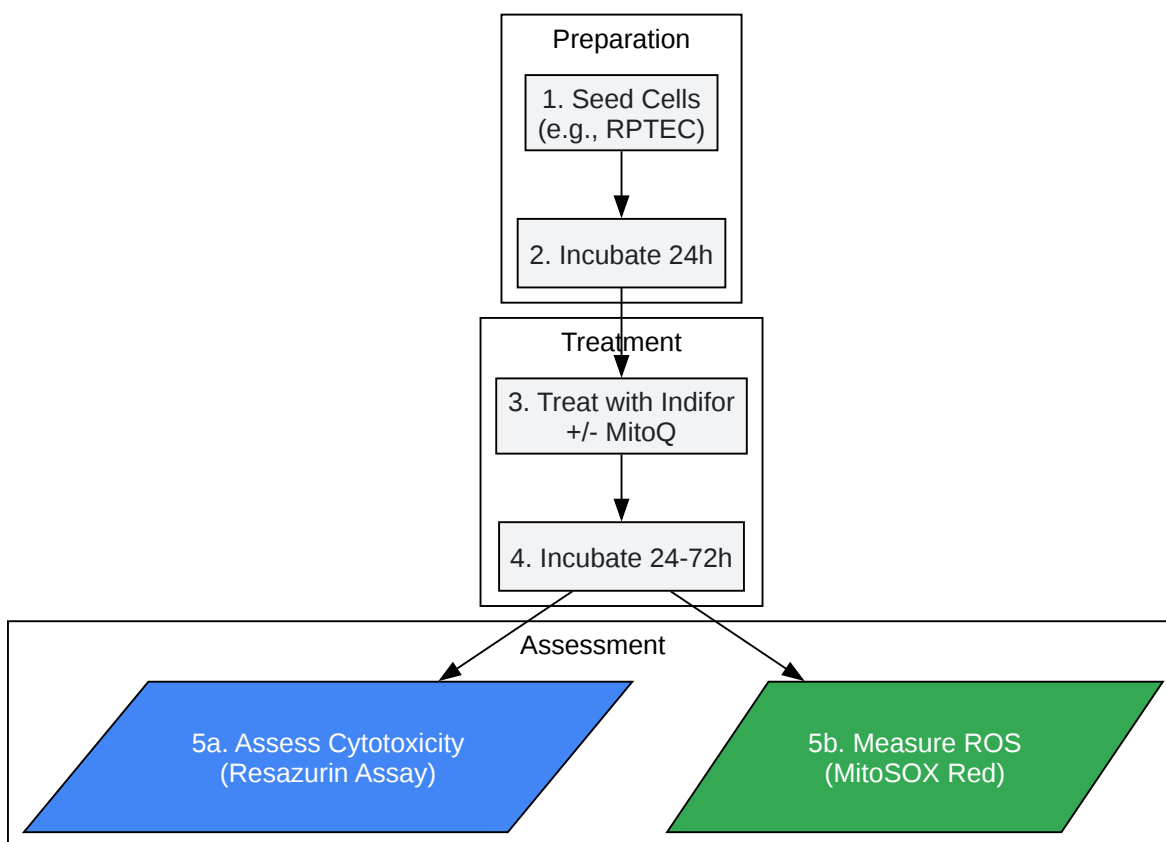 Preparation
1. Seed Cells
(e.g., RPTEC)
2. Incubate 24h
Treatment
3. Treat with Indifor
+/- MitoQ
4. Incubate 24-72h
Assessment
5a. Assess Cytotoxicity
(Resazurin Assay)
5b. Measure ROS
(MitoSOX Red)